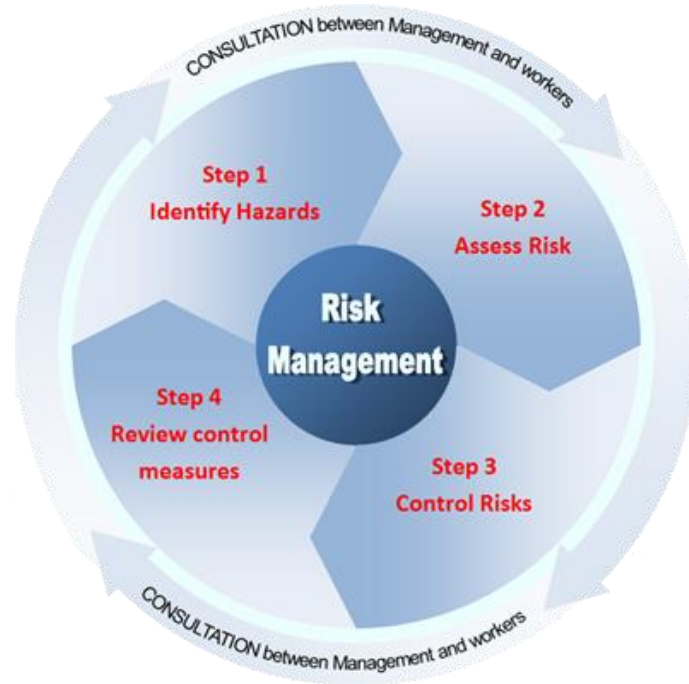 CONSULTATION between Management and workers
Step 1
Identify Hazards
Step 2
Assess Risk
Risk
Management
Step 4
Review control
measures
Step 3
Control Risks
CONSULTATION between Management and workers